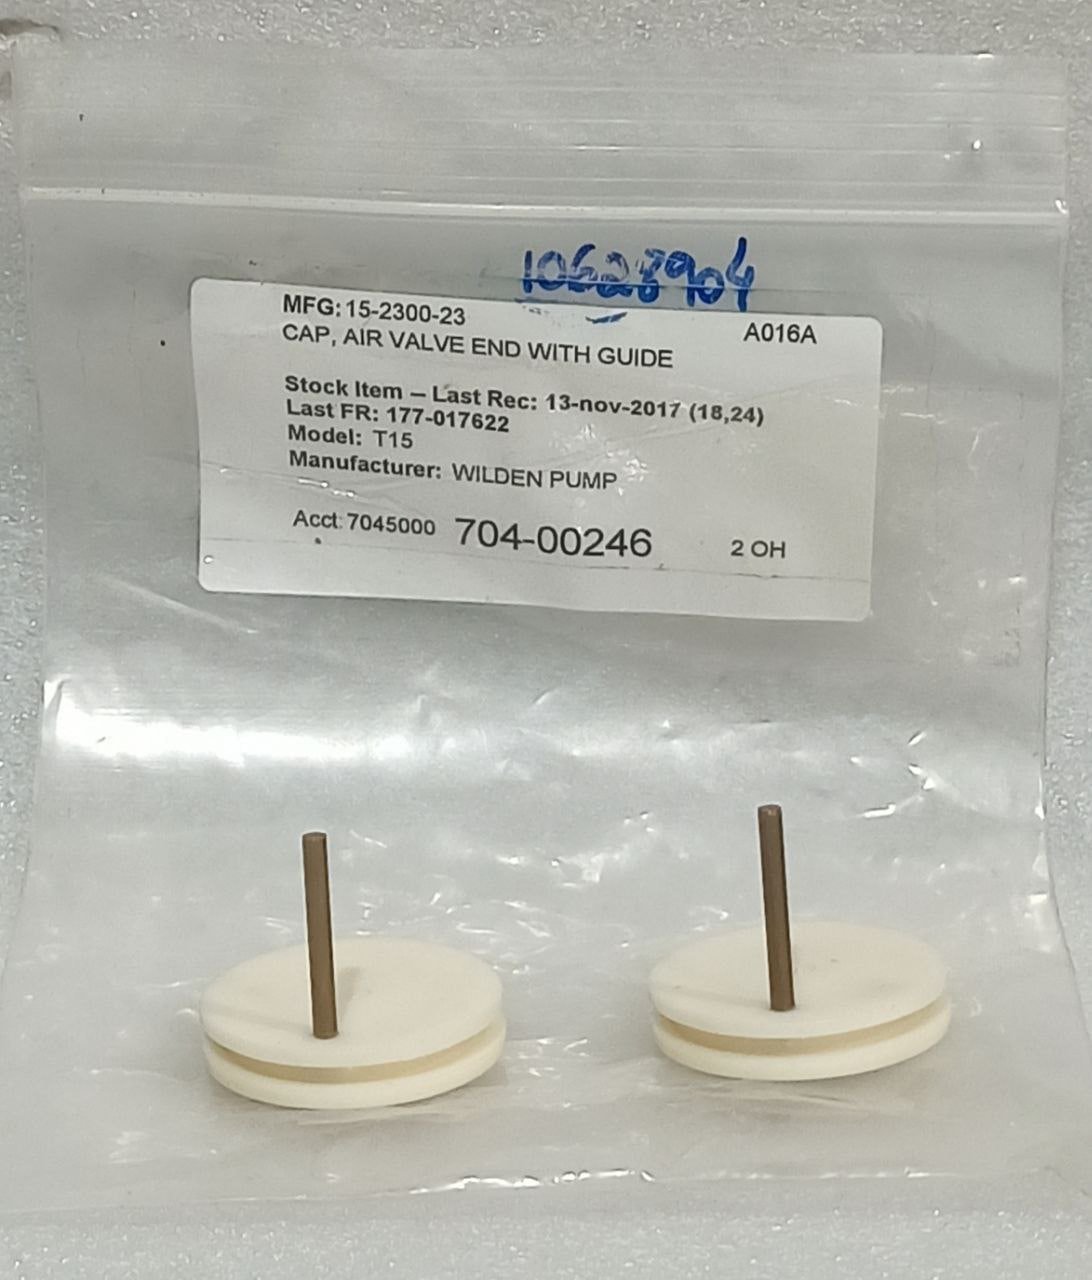 10628904
MFG: 15-2300-23 A016A
CAP, AIR VALVE END WITH GUIDE
Stock Item – Last Rec: 13-nov-2017 (18,24)
Last FR: 177-017622
Model: T15
Manufacturer: WILDEN PUMP
Acct: 7045000 704-00246 2 OH